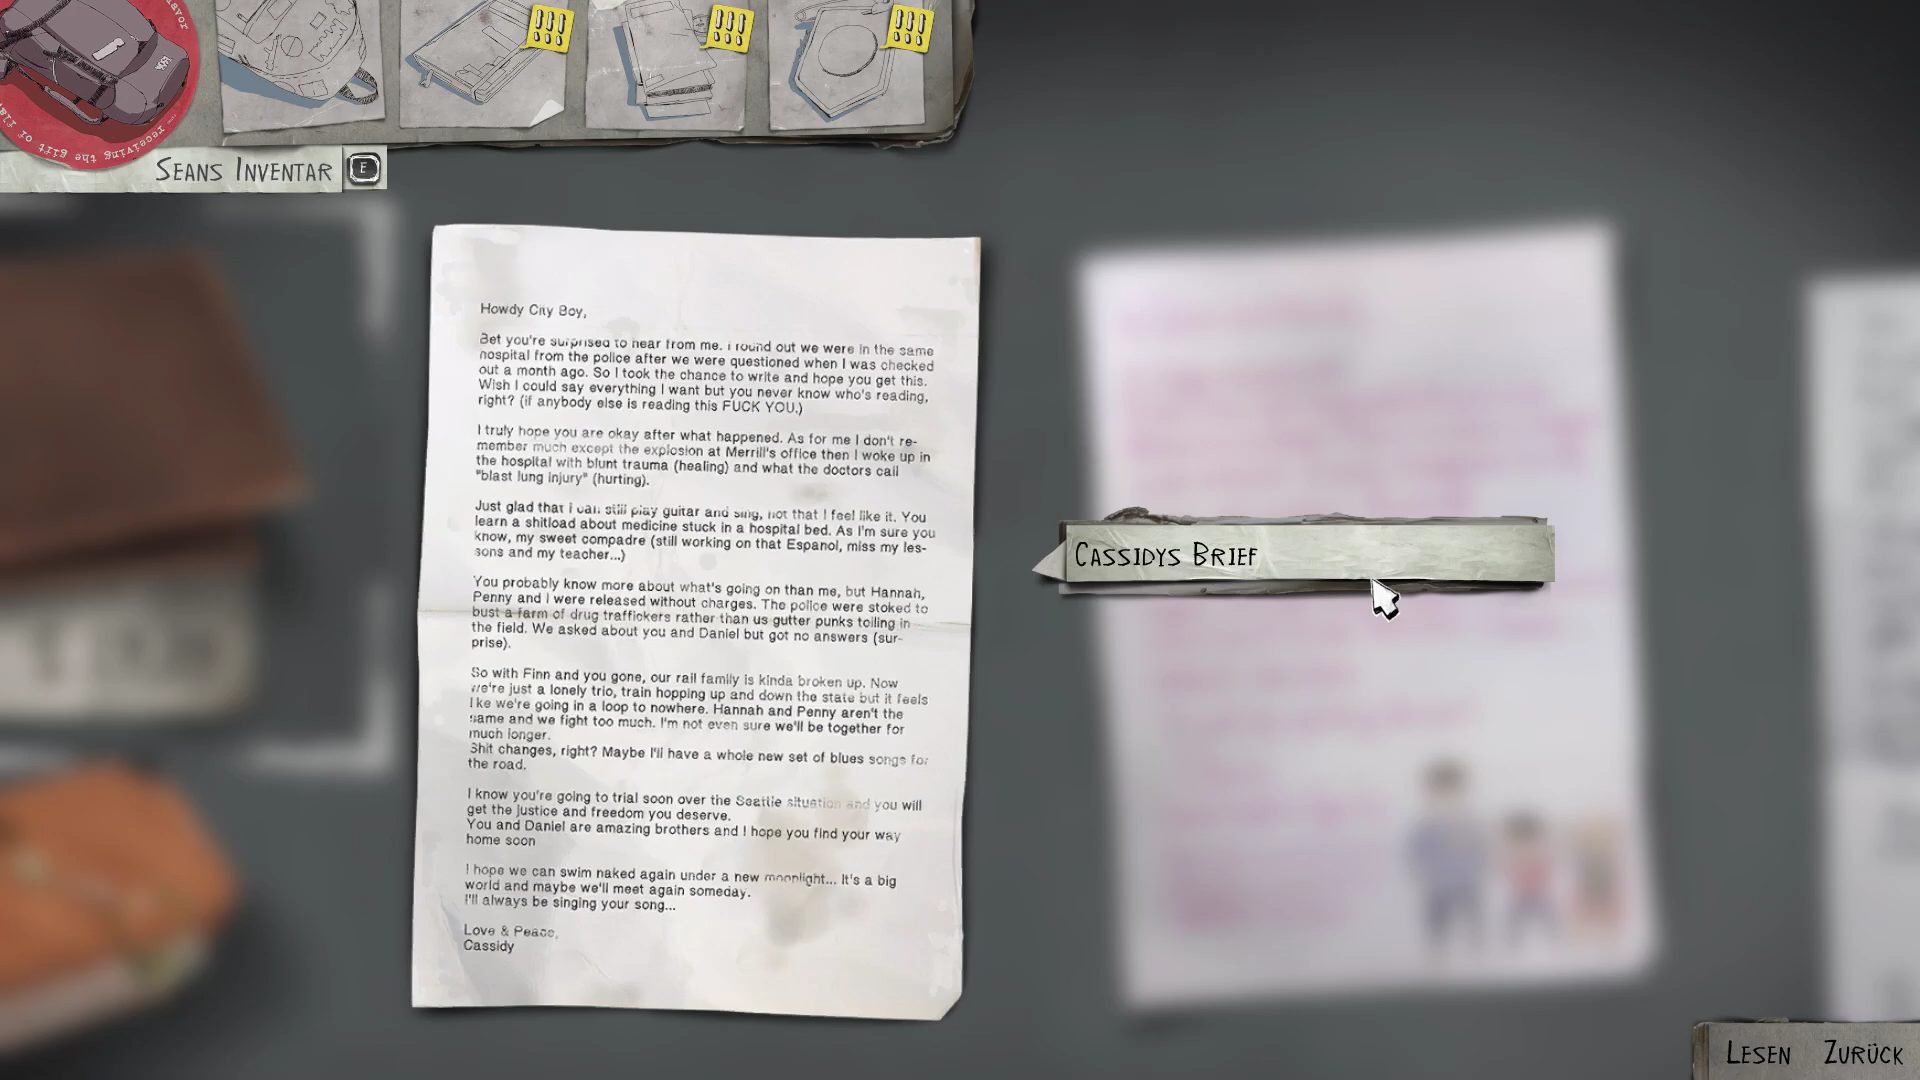 receiving the gift of flavor
SEANS INVENTAR
E
Howdy City Boy,
Bet you're surprised to hear from me. I found out we were in the same
hospital from the police after we were questioned when I was checked
out a month ago. So I took the chance to write and hope you get this.
Wish I could say everything I want but you never know who's reading,
right? (if anybody else is reading this FUCK YOU.)
I truly hope you are okay after what happened. As for me I don't re-
member much except the explosion at Merrill's office then I woke up in
the hospital with blunt trauma (healing) and what the doctors call
"blast lung injury" (hurting).
Just glad that I can still play guitar and sing, not that I feel like it. You
learn a shitload about medicine stuck in a hospital bed. As I'm sure you
know, my sweet compadre (still working on that Espanol, miss my les-
sons and my teacher...)
You probably know more about what's going on than me, but Hannah,
Penny and I were released without charges. The police were stoked to
bust a farm of drug traffickers rather than us gutter punks toiling in
the field. We asked about you and Daniel but got no answers (sur-
prise).
So with Finn and you gone, our rail family is kinda broken up. Now
we're just a lonely trio, train hopping up and down the state but it feels
like we're going in a loop to nowhere. Hannah and Penny aren't the
same and we fight too much. I'm not even sure we'll be together for
much longer.
Shit changes, right? Maybe I'll have a whole new set of blues songs for
the road.
I know you're going to trial soon over the Seattle situation and you will
get the justice and freedom you deserve.
You and Daniel are amazing brothers and I hope you find your way
home soon
I hope we can swim naked again under a new moonlight... It's a big
world and maybe we'll meet again someday.
I'll always be singing your song...
Love & Peace,
Cassidy
CASSIDYS BRIEF
LESEN ZURÜCK